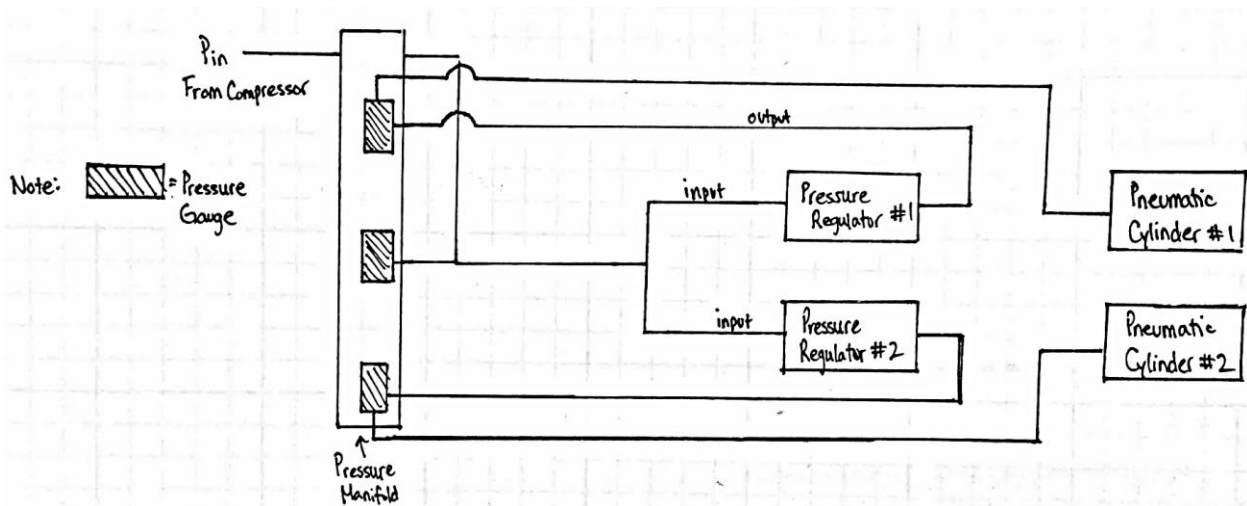 Pin
From Compressor
output
Note:
= Pressure
Gauge
input
Pressure
Regulator #1
Pneumatic
Cylinder #1
input
Pressure
Regulator #2
Pneumatic
Cylinder #2
Pressure
Manifold